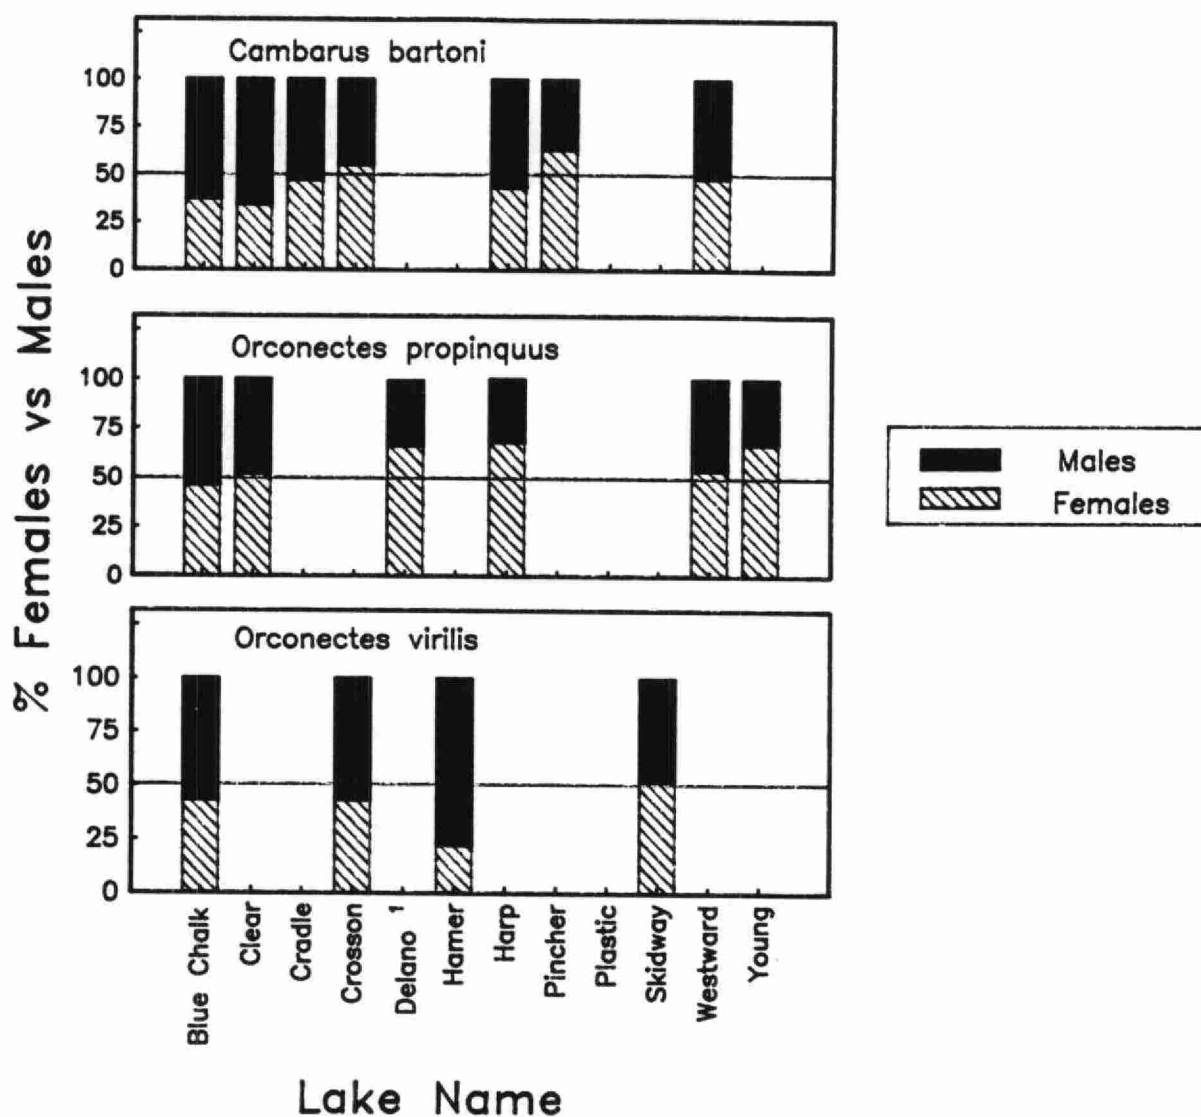 % Females vs Males
Cambarus bartoni
100
75
50
25
0
Orconectes propinquus
100
75
50
25
0
Orconectes virilis
100
75
50
25
0
Blue Chalk
Clear
Cradle
Crosson
Delano 1
Hamer
Harp
Pincher
Plastic
Skidway
Westward
Young
Lake Name
Males
Females